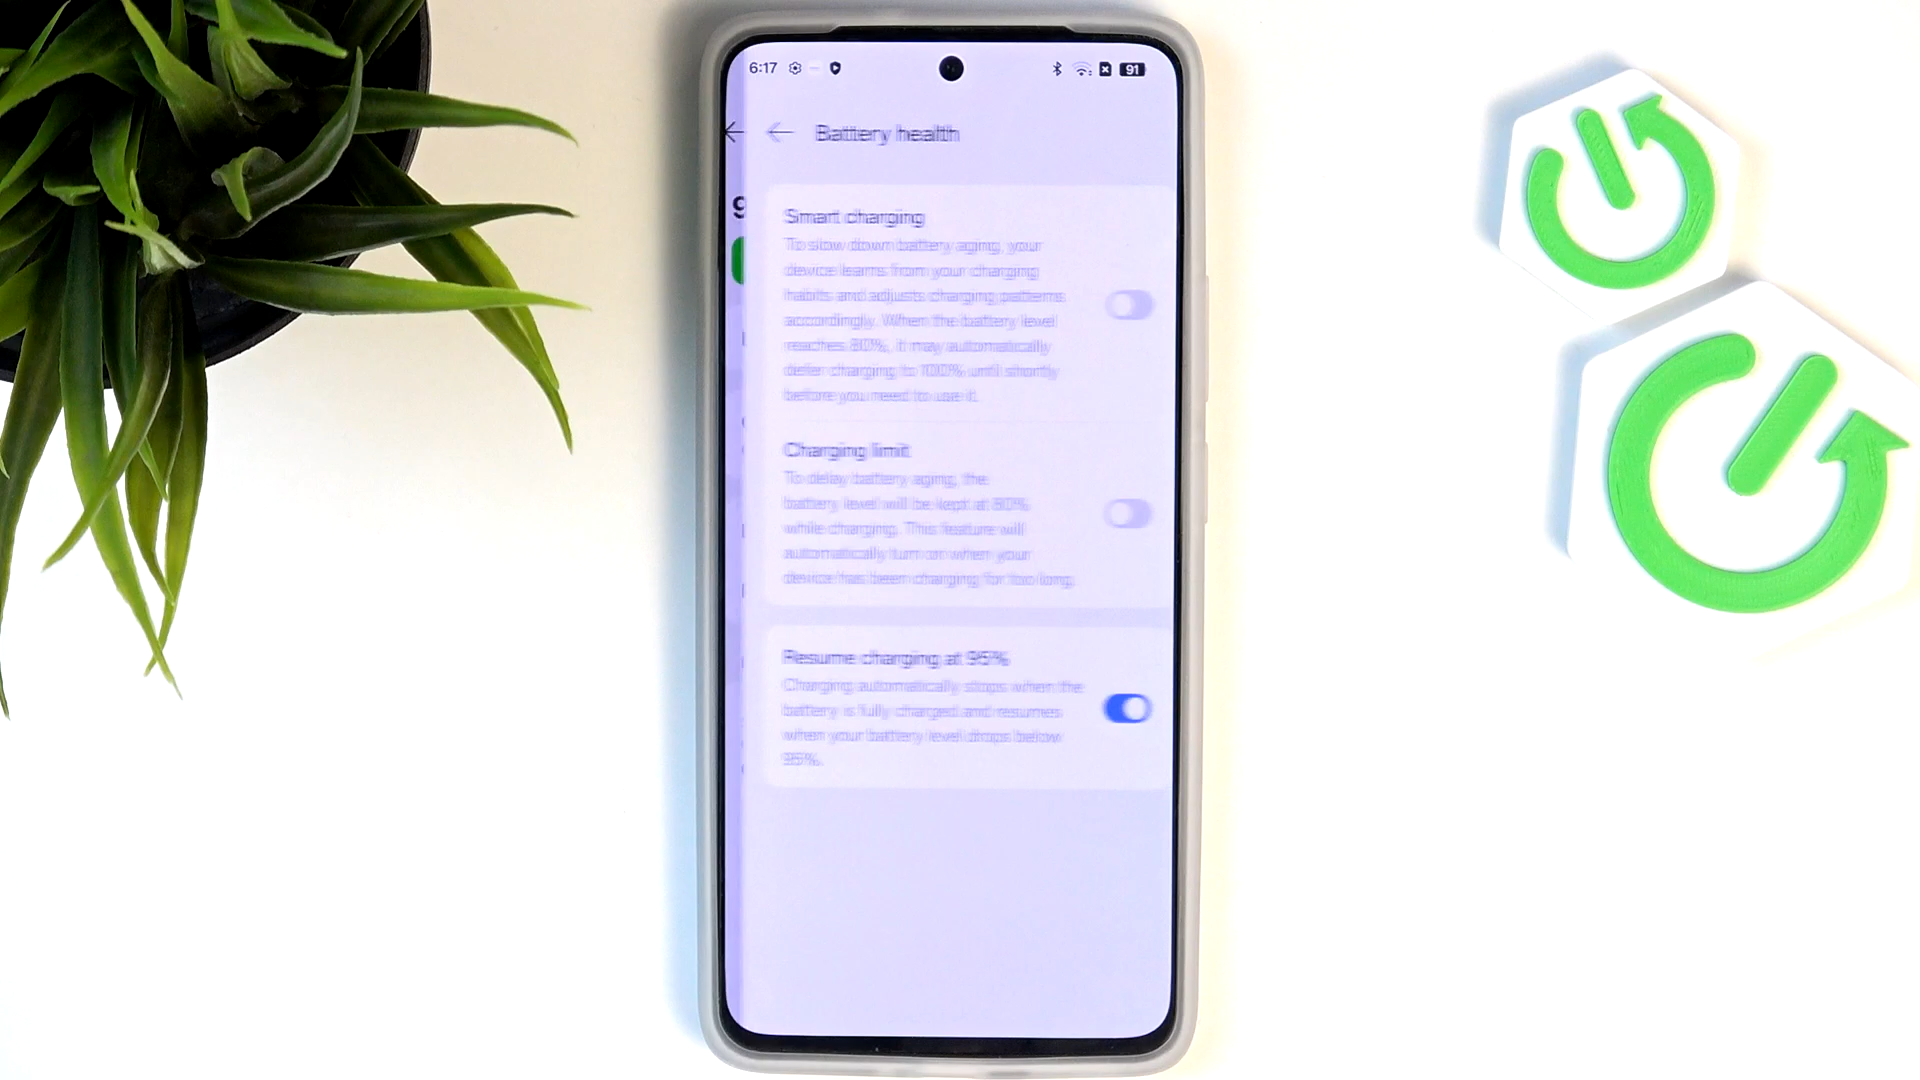 6:17
91
Battery health
9
Smart charging
To slow down battery aging, your
device learns from your charging
habits and adjusts charging patterns
accordingly. When the battery level
reaches 80%, it may automatically
defer charging to 100% until shortly
before you need to use it.
Charging limit
To delay battery aging, the
battery level will be kept at 80%
while charging. This feature will
automatically turn on when your
device has been charging for too long.
Resume charging at 95%
Charging automatically stops when the
battery is fully charged and resumes
when your battery level drops below
95%.